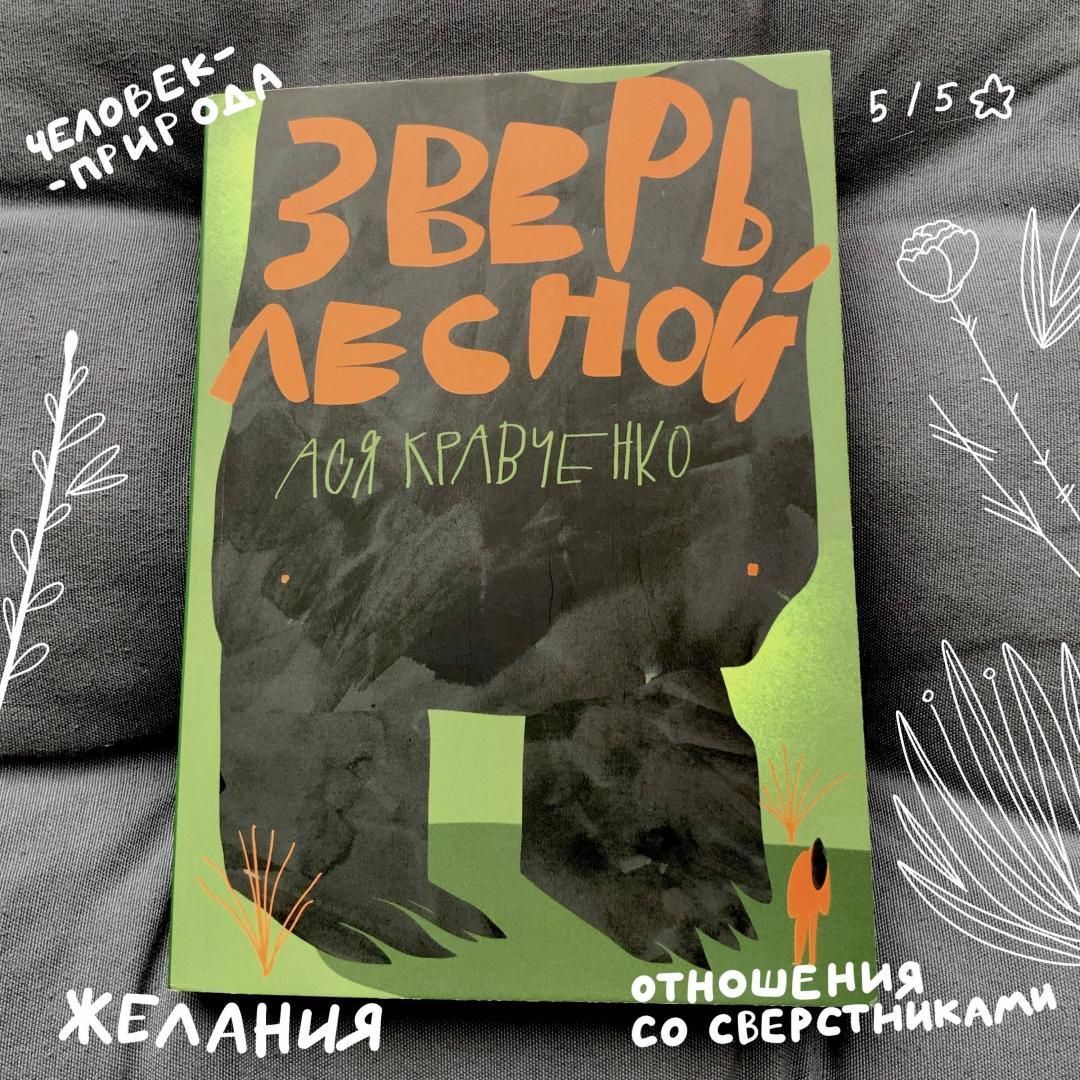 ЧЕЛОВЕК-
-ПРИРОДА
5/5
ЗВЕРЬ
ЛЕСНОЙ
АСЯ КРАВЧЕНКО
ЖЕЛАНИЯ
ОТНОШЕНИЯ
СО СВЕРСТНИКАМИ